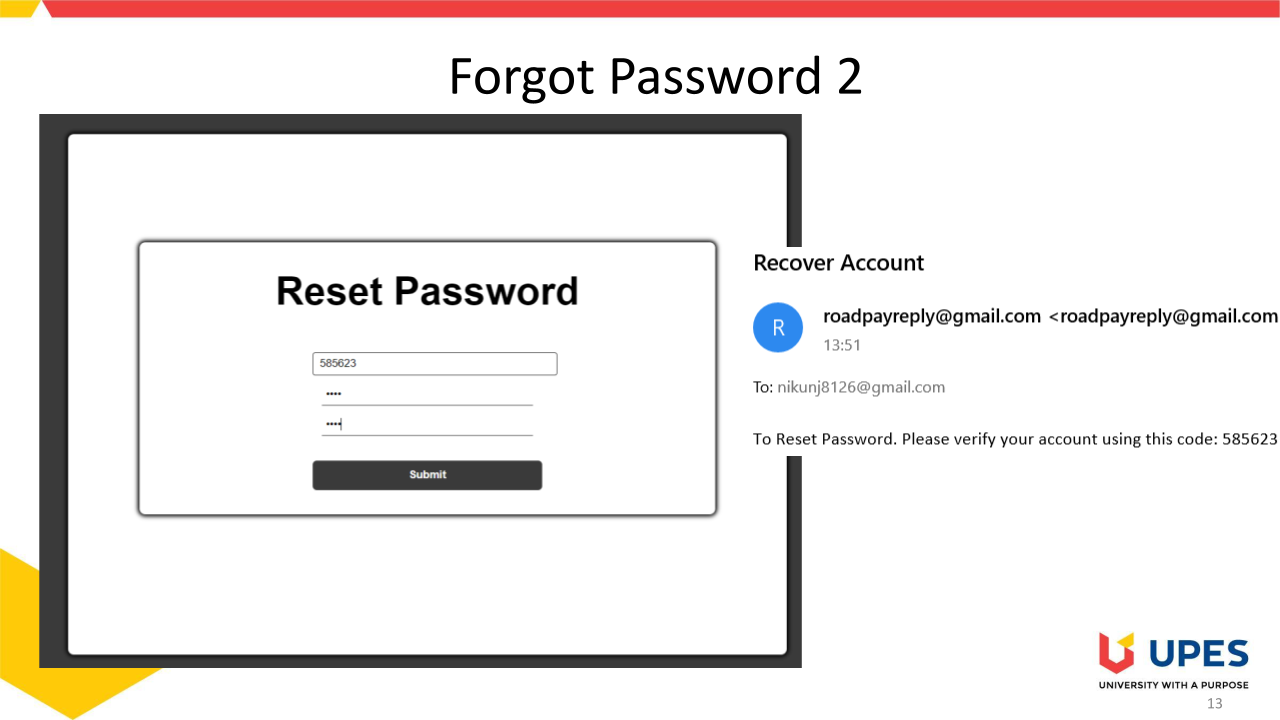 Forgot Password 2
Reset Password
585623
••••
••••
Submit
Recover Account
R
roadpayreply@gmail.com <roadpayreply@gmail.com
13:51
To: nikunj8126@gmail.com
To Reset Password. Please verify your account using this code: 585623
UPES
UNIVERSITY WITH A PURPOSE
13